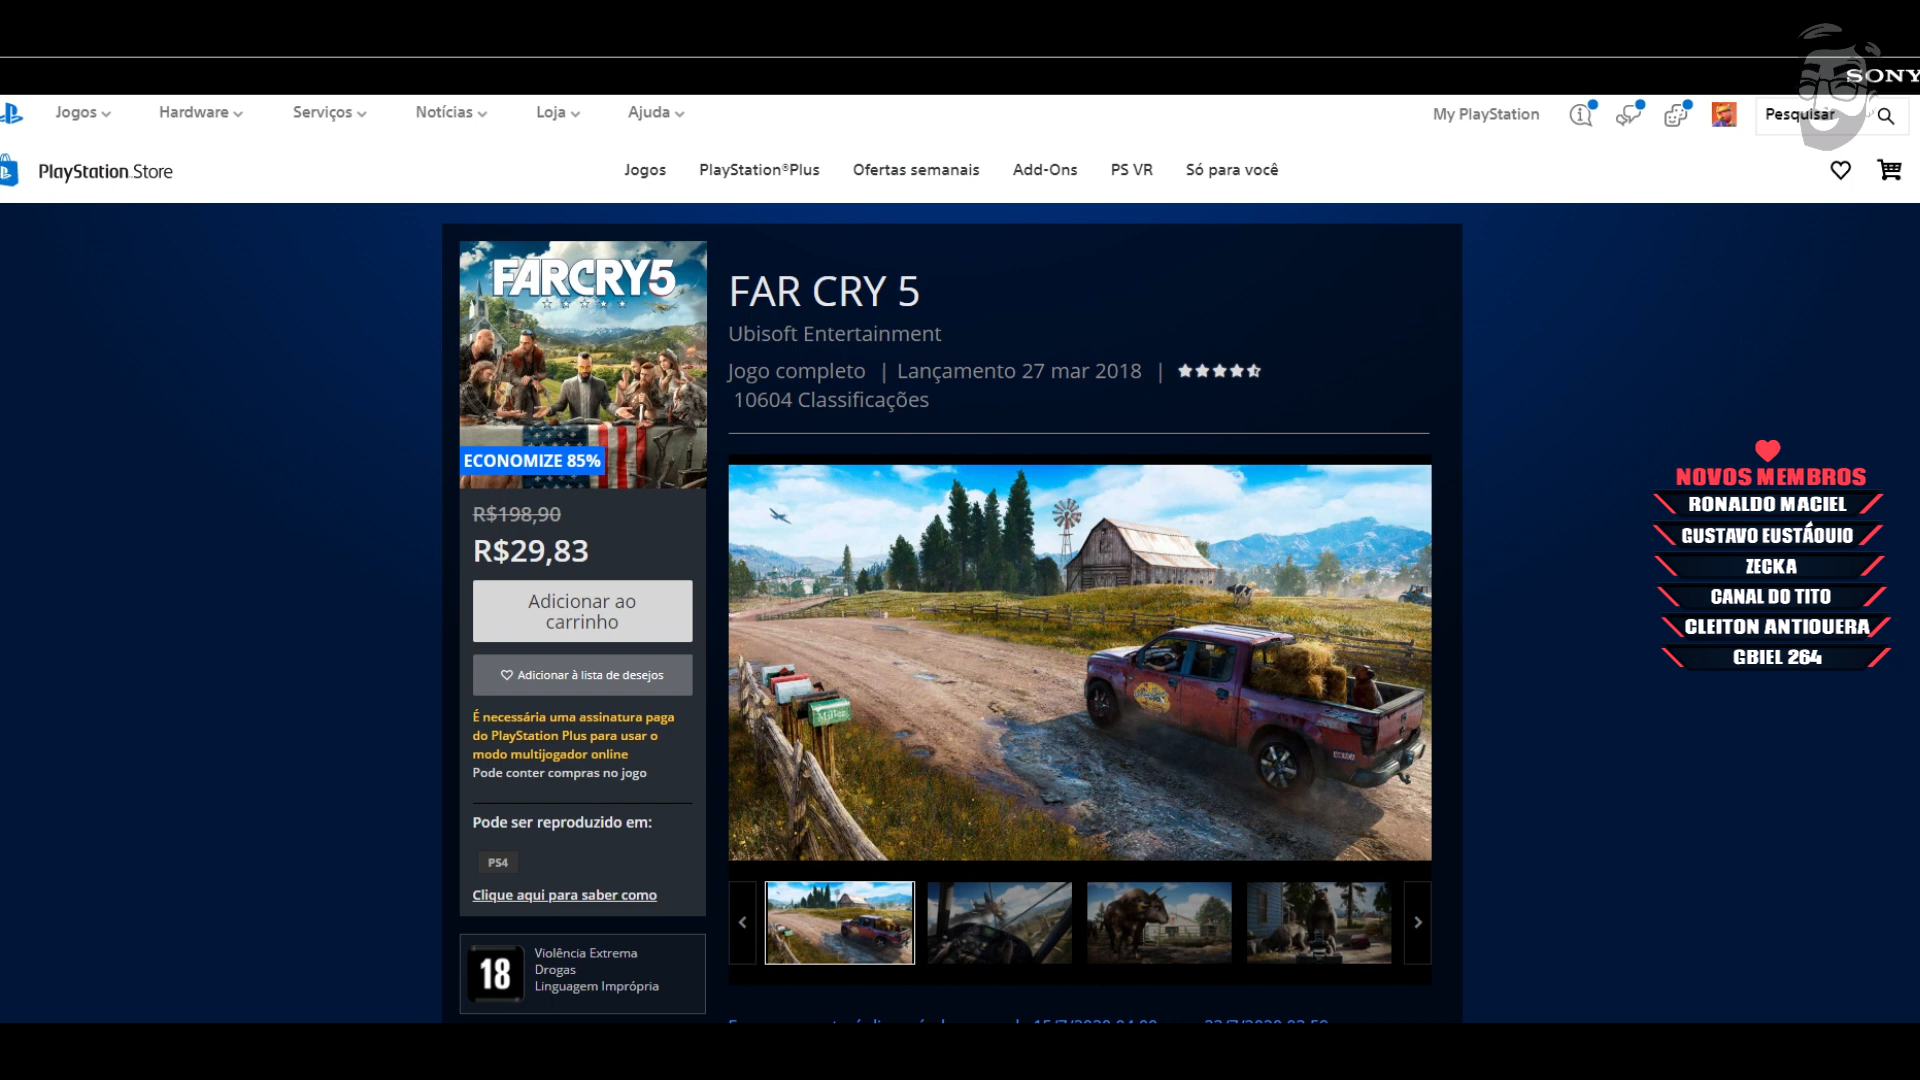 SONY
Jogos
Hardware
Serviços
Notícias
Loja
Ajuda
My PlayStation
Pesquisar
PlayStation Store
Jogos
PlayStation®Plus
Ofertas semanais
Add-Ons
PS VR
Só para você
FARCRY5
ECONOMIZE 85%
R$198,90
R$29,83
Adicionar ao
carrinho
Adicionar à lista de desejos
É necessária uma assinatura paga
do PlayStation Plus para usar o
modo multijogador online
Pode conter compras no jogo
Pode ser reproduzido em:
PS4
Clique aqui para saber como
18
Violência Extrema
Drogas
Linguagem Imprópria
FAR CRY 5
Ubisoft Entertainment
Jogo completo | Lançamento 27 mar 2018 |
10604 Classificações
Miller
NOVOS MEMBROS
RONALDO MACIEL
GUSTAVO EUSTÁQUIO
ZECKA
CANAL DO TITO
CLEITON ANTIQUERA
GBIEL 264